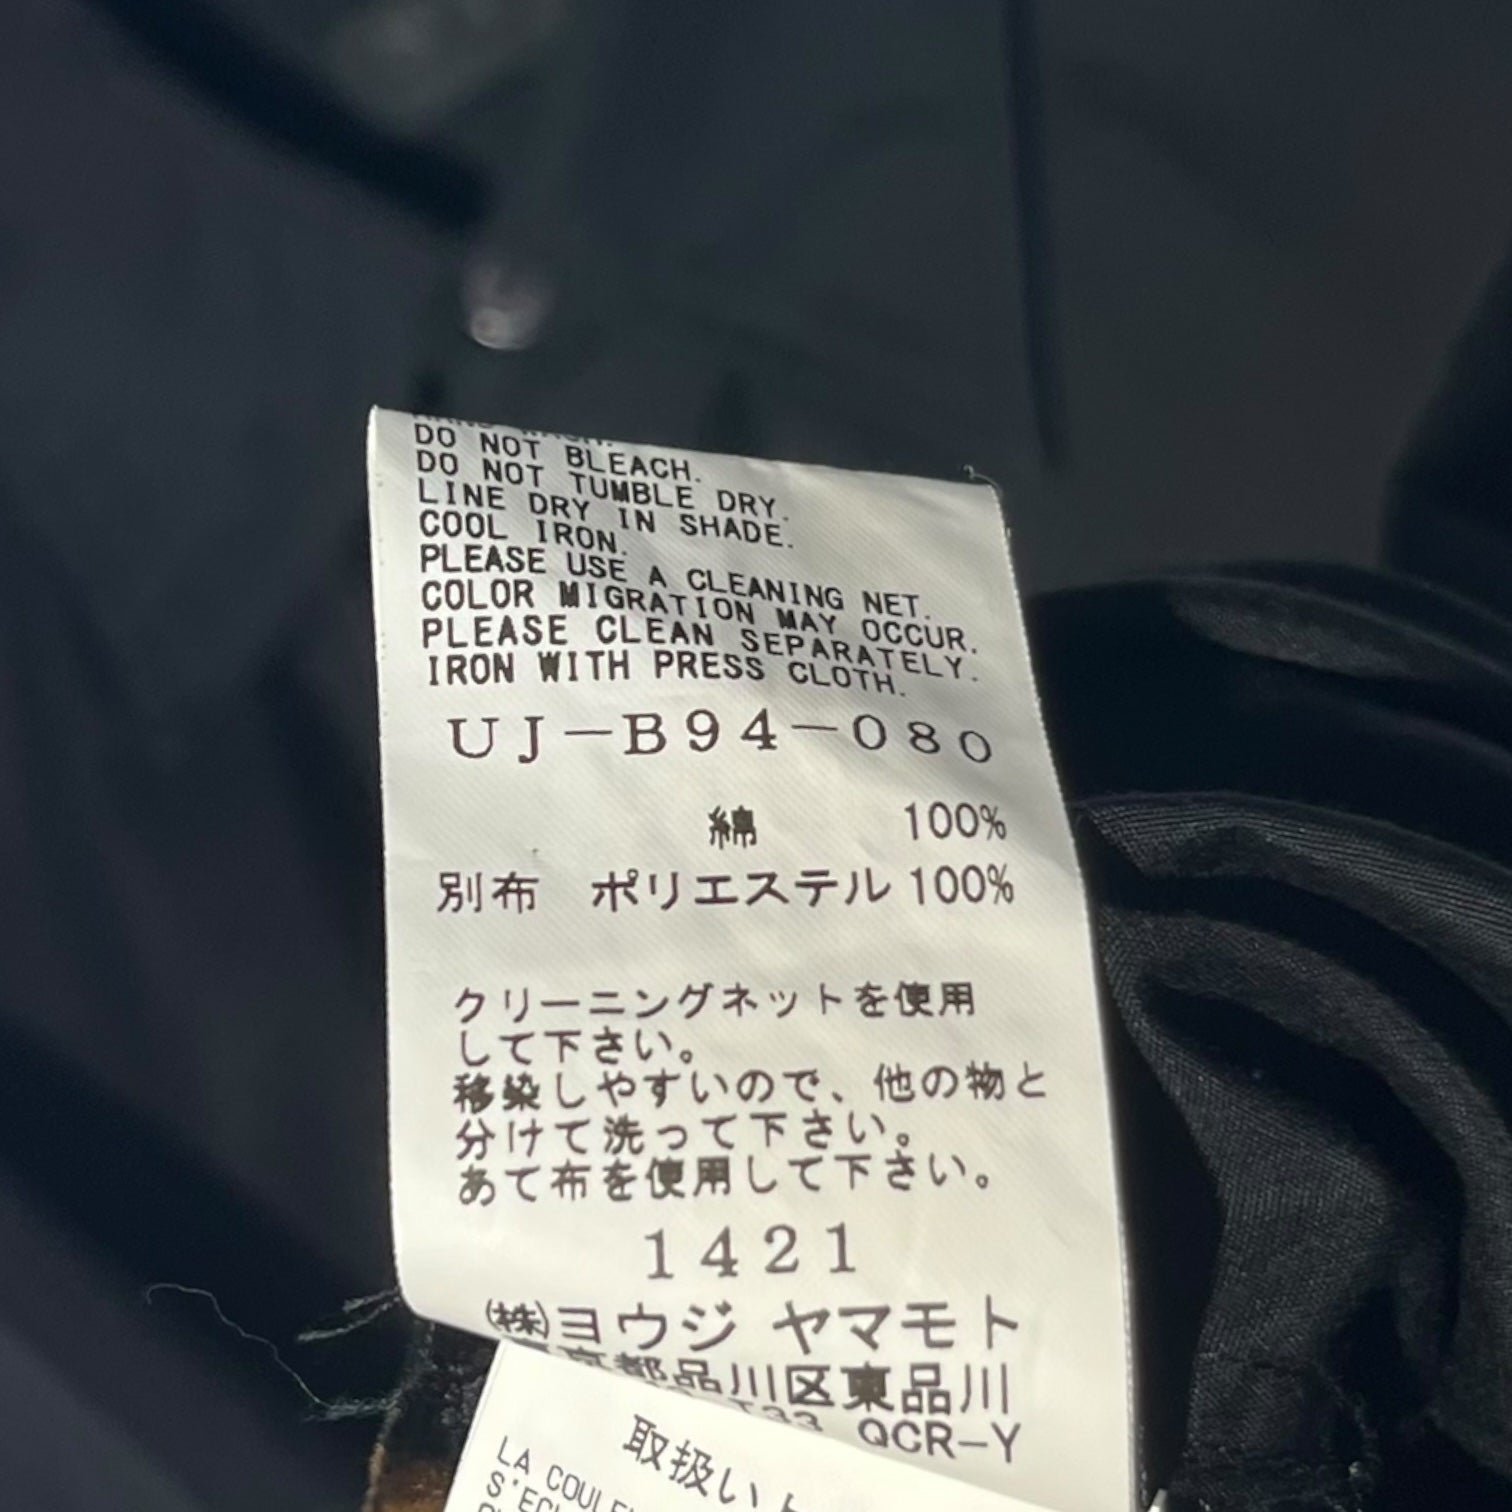 DO NOT BLEACH.
DO NOT TUMBLE DRY.
LINE DRY IN SHADE.
COOL IRON.
PLEASE USE A CLEANING NET.
COLOR MIGRATION MAY OCCUR.
PLEASE CLEAN SEPARATELY.
IRON WITH PRESS CLOTH.
UJ-B94-080
綿 100%
別布 ポリエステル 100%
クリーニングネットを使用
して下さい。
移染しやすいので、他の物と
分けて洗って下さい。
あて布を使用して下さい。
1421
㈱ヨウジ ヤマモト
都品川区東品川
QCR-Y
取扱い
LA